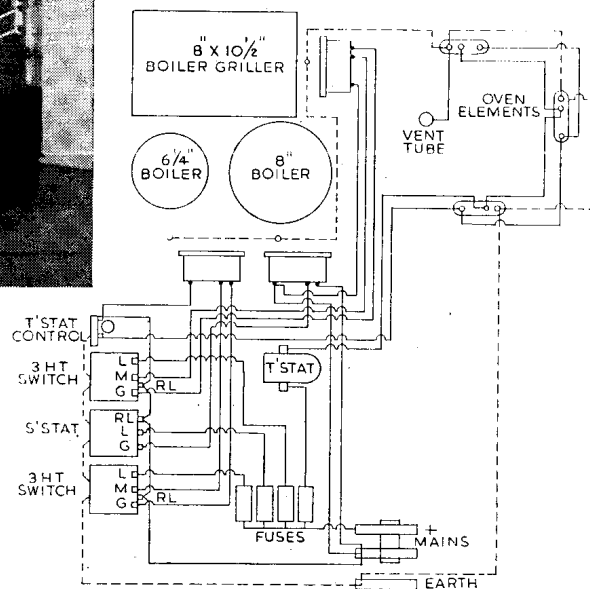 8" X 10½"
BOILER GRILLER
6¼"
BOILER
8"
BOILER
VENT
TUBE
OVEN
ELEMENTS
T'STAT
CONTROL
3 HT
SWITCH
L
M
G
RL
S'STAT
RL
L
G
3 HT
SWITCH
L
M
G
RL
T'STAT
FUSES
+
MAINS
EARTH